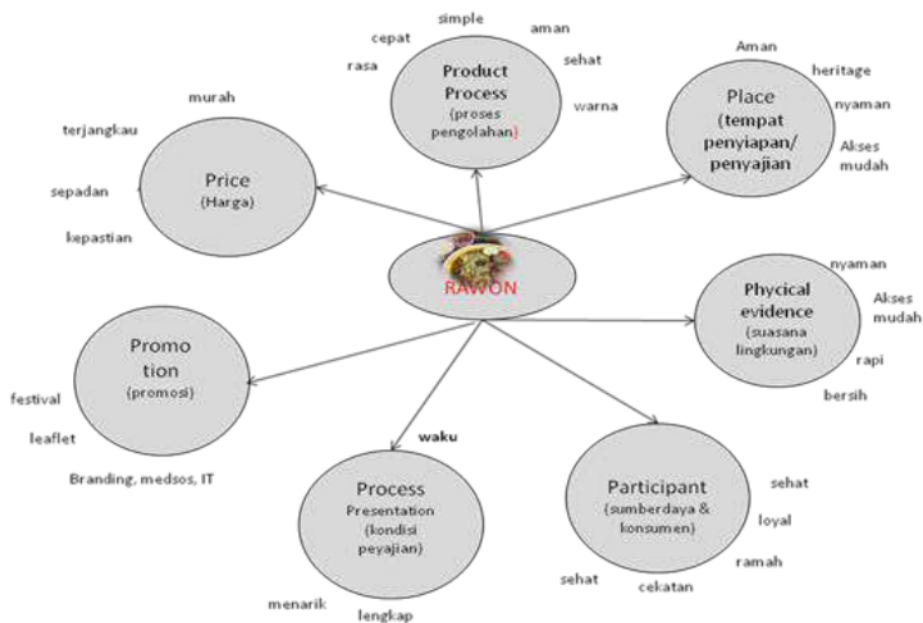 simple
aman
cepat
sehat
rasa
warna
Product
Process
(proses
pengolahan)
Aman
heritage
nyaman
Akses
mudah
Place
(tempat
penyiapan/
penyajian
murah
terjangkau
sepadan
kepastian
Price
(Harga)
RAWON
nyaman
Akses
mudah
rapi
bersih
Phycical
evidence
(suasana
lingkungan)
Promo
tion
(promosi)
festival
leaflet
Branding, medsos, IT
waku
Process
Presentation
(kondisi
peyajian)
menarik
lengkap
Participant
(sumberdaya &
konsumen)
sehat
loyal
ramah
cekatan
sehat